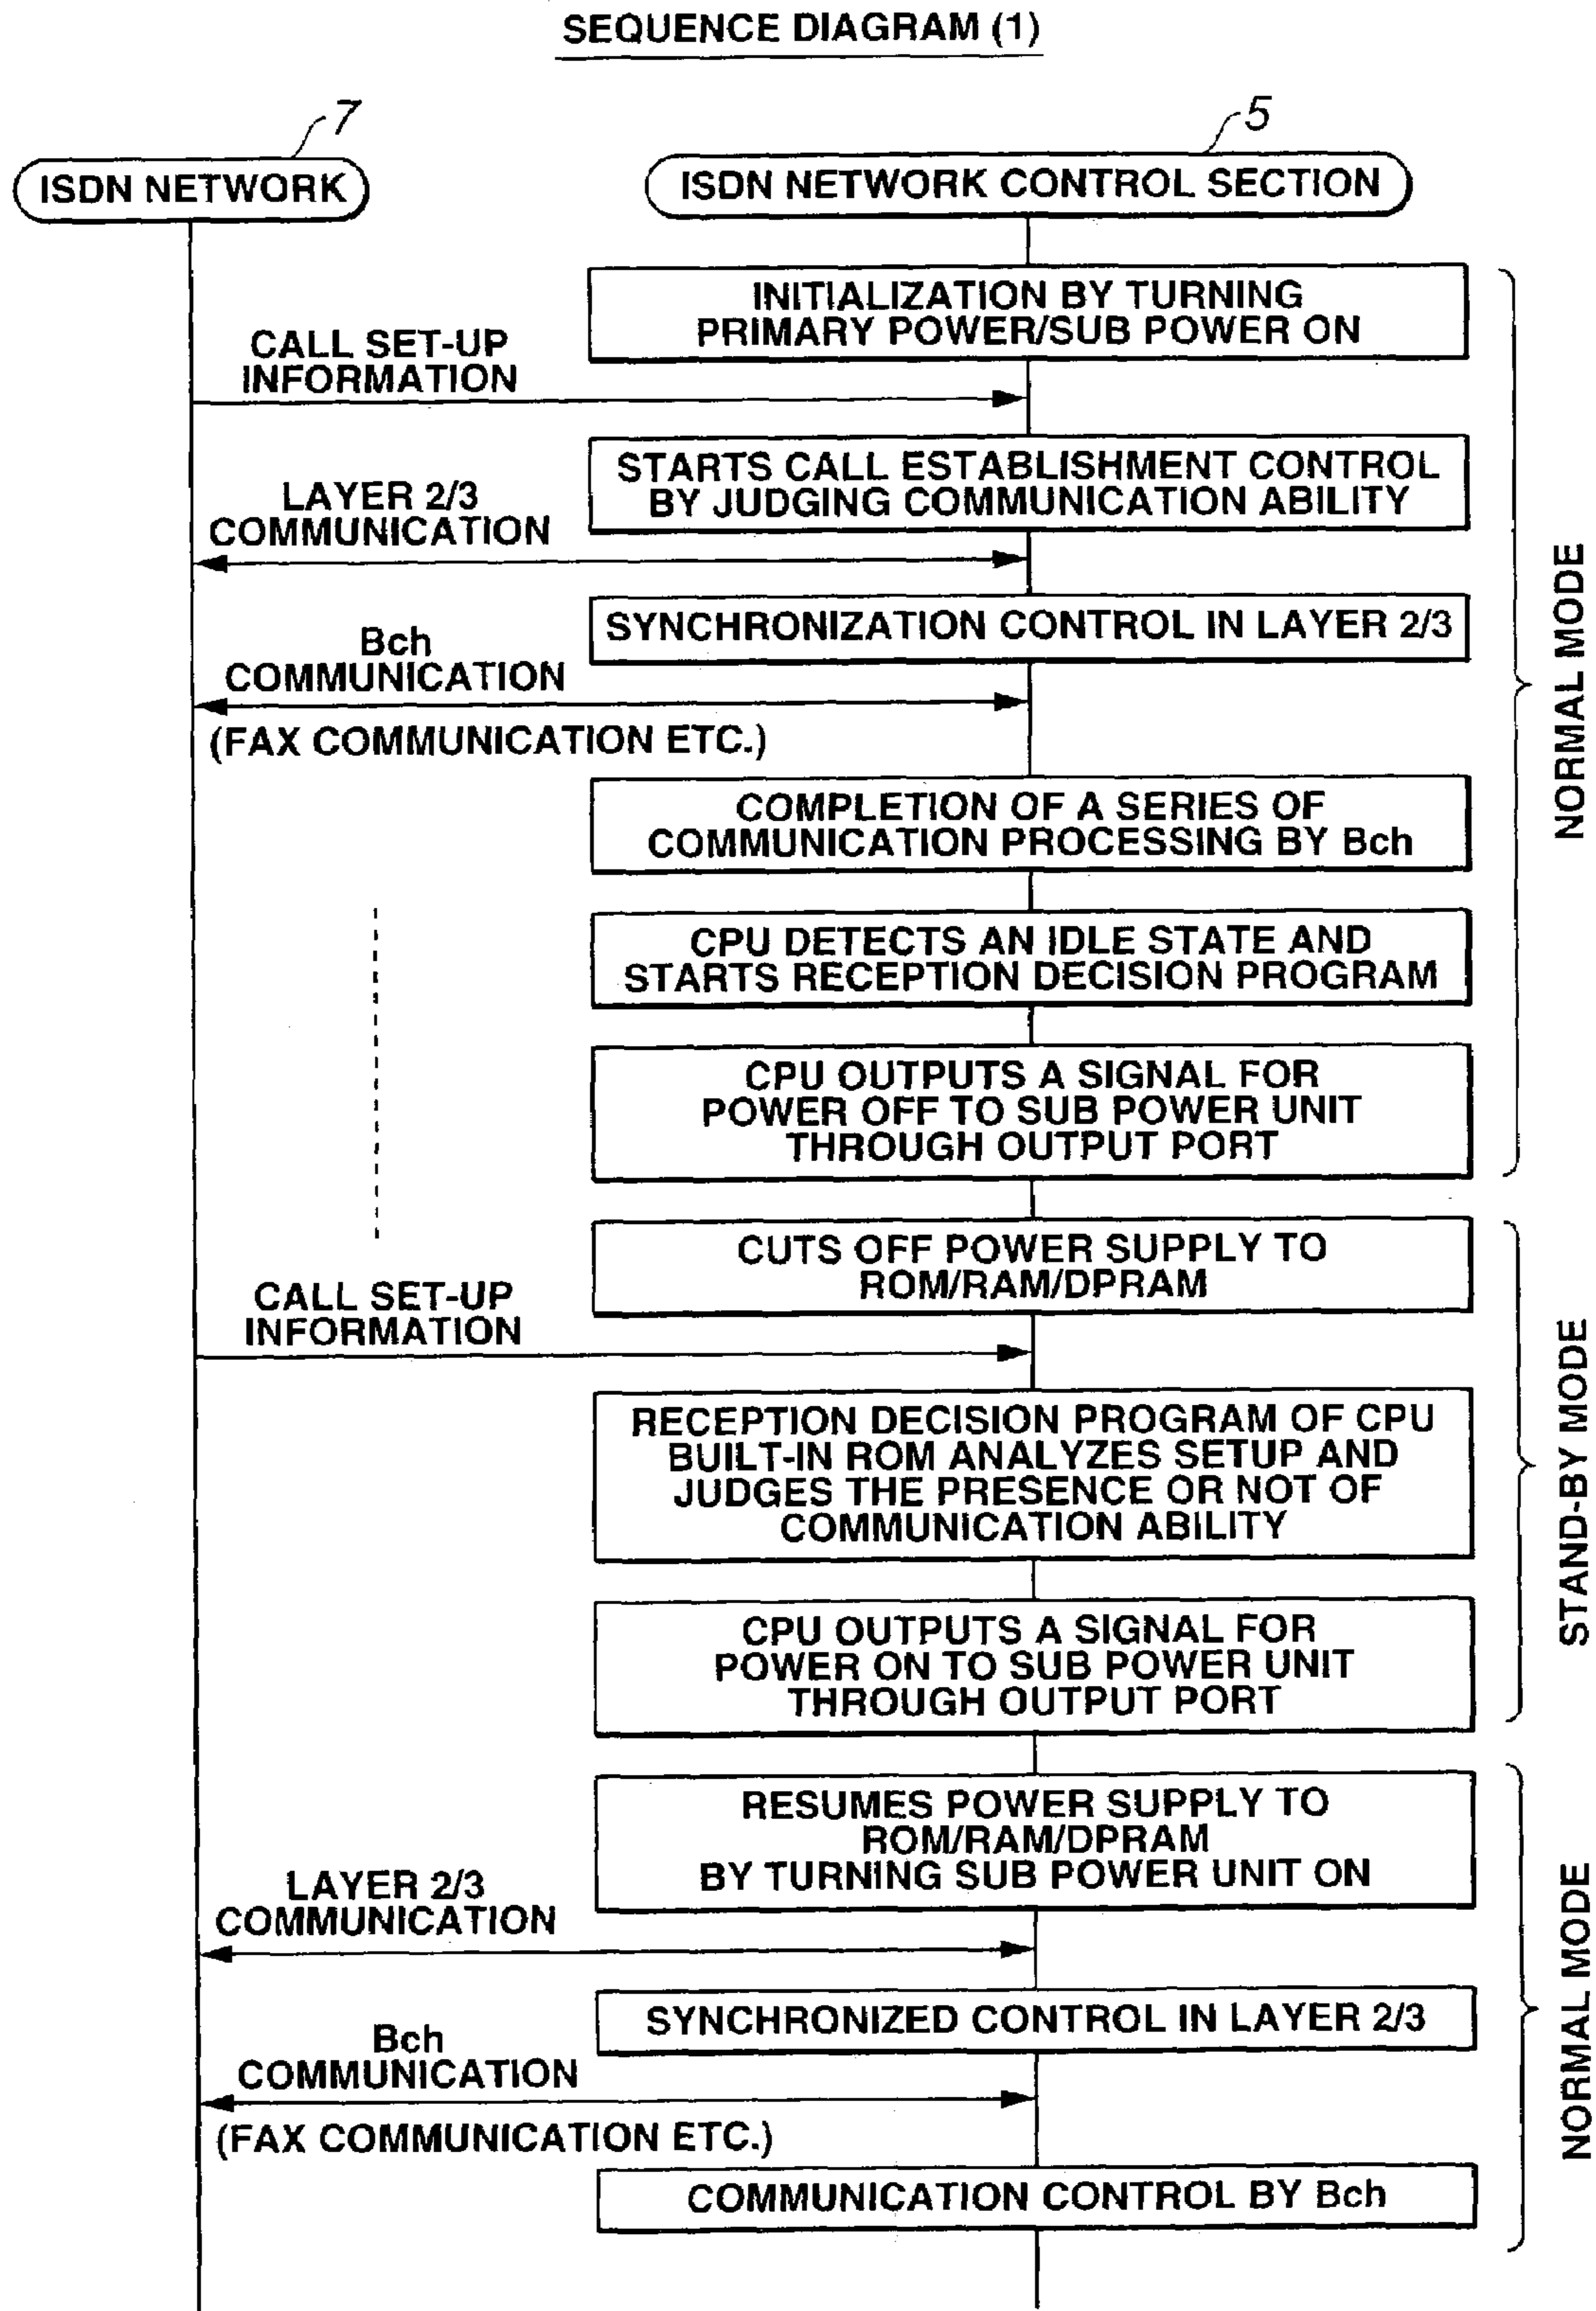 SEQUENCE DIAGRAM (1)
7
5
ISDN NETWORK
ISDN NETWORK CONTROL SECTION
INITIALIZATION BY TURNING
PRIMARY POWER/SUB POWER ON
CALL SET-UP
INFORMATION
STARTS CALL ESTABLISHMENT CONTROL
BY JUDGING COMMUNICATION ABILITY
LAYER 2/3
COMMUNICATION
SYNCHRONIZATION CONTROL IN LAYER 2/3
Bch
COMMUNICATION
(FAX COMMUNICATION ETC.)
COMPLETION OF A SERIES OF
COMMUNICATION PROCESSING BY Bch
CPU DETECTS AN IDLE STATE AND
STARTS RECEPTION DECISION PROGRAM
CPU OUTPUTS A SIGNAL FOR
POWER OFF TO SUB POWER UNIT
THROUGH OUTPUT PORT
NORMAL MODE
CUTS OFF POWER SUPPLY TO
ROM/RAM/DPRAM
CALL SET-UP
INFORMATION
RECEPTION DECISION PROGRAM OF CPU
BUILT-IN ROM ANALYZES SETUP AND
JUDGES THE PRESENCE OR NOT OF
COMMUNICATION ABILITY
CPU OUTPUTS A SIGNAL FOR
POWER ON TO SUB POWER UNIT
THROUGH OUTPUT PORT
STAND-BY MODE
RESUMES POWER SUPPLY TO
ROM/RAM/DPRAM
BY TURNING SUB POWER UNIT ON
LAYER 2/3
COMMUNICATION
SYNCHRONIZED CONTROL IN LAYER 2/3
Bch
COMMUNICATION
(FAX COMMUNICATION ETC.)
COMMUNICATION CONTROL BY Bch
NORMAL MODE